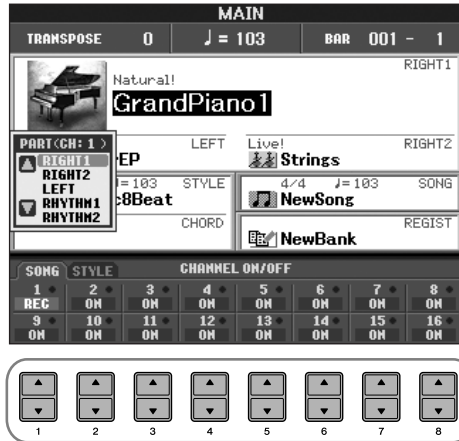 MAIN
TRANSPOSE 0 ♩= 103 BAR 001 - 1
RIGHT1
Natural!
GrandPiano1
LEFT
Live!
RIGHT2
EP
Strings
PART(CH: 1 )
RIGHT1
RIGHT2
LEFT
RHYTHM1
RHYTHM2
= 103 STYLE
8Beat
4/4 ♩= 103 SONG
NewSong
CHORD
REGIST
NewBank
SONG STYLE CHANNEL ON/OFF
1 2 3 4 5 6 7 8
REC ON ON ON ON ON ON ON
9 10 11 12 13 14 15 16
ON ON ON ON ON ON ON ON
1 2 3 4 5 6 7 8